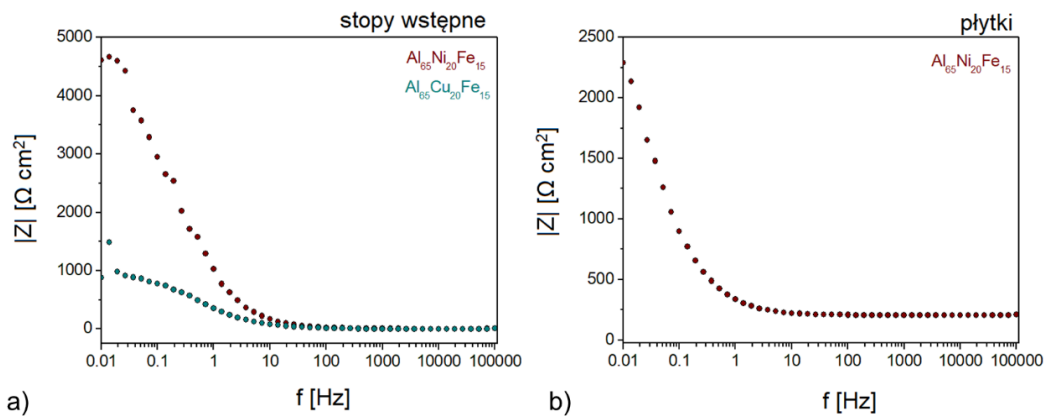 stopy wstępne
5000
4000
3000
2000
1000
0
|Z| [Ω cm²]
Al₆₅Ni₂₀Fe₁₅
Al₆₅Cu₂₀Fe₁₅
0.01 0.1 1 10 100 1000 10000 100000
f [Hz]
a)
płytki
2500
2000
1500
1000
500
0
|Z| [Ω cm²]
Al₆₅Ni₂₀Fe₁₅
0.01 0.1 1 10 100 1000 10000 100000
f [Hz]
b)